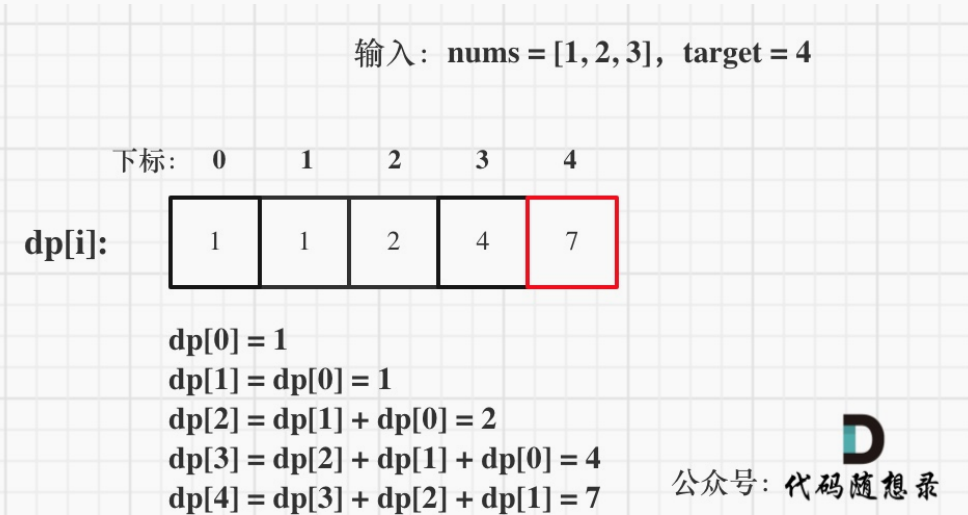 输入：nums = [1, 2, 3]，target = 4
下标： 0 1 2 3 4
dp[i]: 1 1 2 4 7
dp[0] = 1
dp[1] = dp[0] = 1
dp[2] = dp[1] + dp[0] = 2
dp[3] = dp[2] + dp[1] + dp[0] = 4
dp[4] = dp[3] + dp[2] + dp[1] = 7
D
公众号：代码随想录